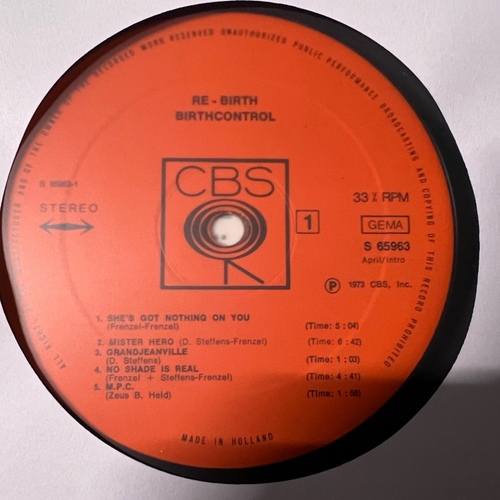 RE - BIRTH
BIRTHCONTROL
CBS
S 65963-1
STEREO
1
33⅓ RPM
GEMA
S 65963
April/Intro
Ⓟ 1973 CBS, Inc.
1. SHE'S GOT NOTHING ON YOU (Time: 5 : 04)
(Frenzel-Frenzel)
2. MISTER HERO (D. Steffens-Frenzel) (Time: 6 : 42)
3. GRANDJEANVILLE (Time: 1 : 03)
(D. Steffens)
4. NO SHADE IS REAL (Time: 4 : 41)
(Frenzel + Steffens-Frenzel)
5. M.P.C. (Time: 1 : 58)
(Zeus B. Held)
MADE IN HOLLAND
ALL RIGHTS
AND OF THE OWNER OF THE RECORDED WORK RESERVED UNAUTHORIZED PUBLIC PERFORMANCE BROADCASTING AND COPYING OF THIS RECORD PROHIBITED